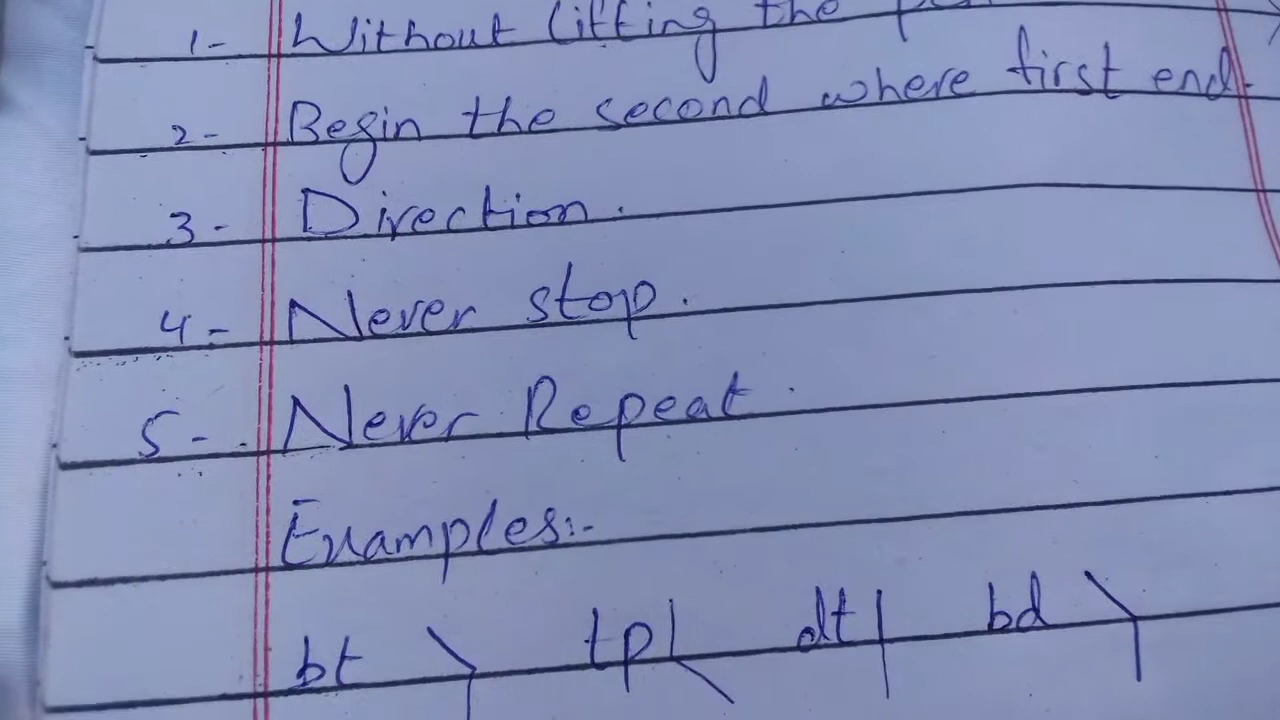 1- Without lifting the
2- Begin the second where first end.
3- Direction.
4- Never stop.
5- Never Repeat.
Examples:-
bt tp dt bd